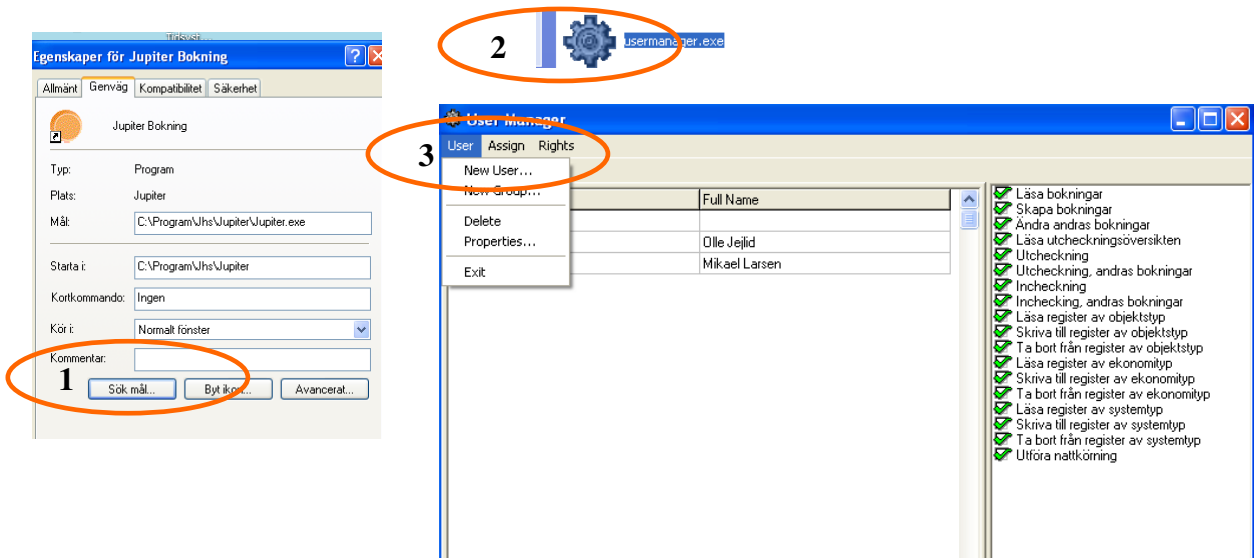 Egenskaper för Jupiter Bokning
Allmänt Genväg Kompatibilitet Säkerhet
Jupiter Bokning
Typ: Program
Plats: Jupiter
Mål: C:\Program\Jhs\Jupiter\Jupiter.exe
Starta i: C:\Program\Jhs\Jupiter
Kortkommando: Ingen
Kör i: Normalt fönster
Kommentar:
1
Sök mål... Byt ikon... Avancerat...
2
usermanager.exe
User Manager
3
User Assign Rights
New User...
New Group...
Delete
Properties...
Exit
Full Name
Olle Jejlid
Mikael Larsen
Läsa bokningar
Skapa bokningar
Ändra andras bokningar
Läsa utcheckningsöversikten
Utcheckning
Utcheckning, andras bokningar
Incheckning
Inchecking, andras bokningar
Läsa register av objektstyp
Skriva till register av objektstyp
Ta bort från register av objektstyp
Läsa register av ekonomityp
Skriva till register av ekonomityp
Ta bort från register av ekonomityp
Läsa register av systemtyp
Skriva till register av systemtyp
Ta bort från register av systemtyp
Utföra nattkörning